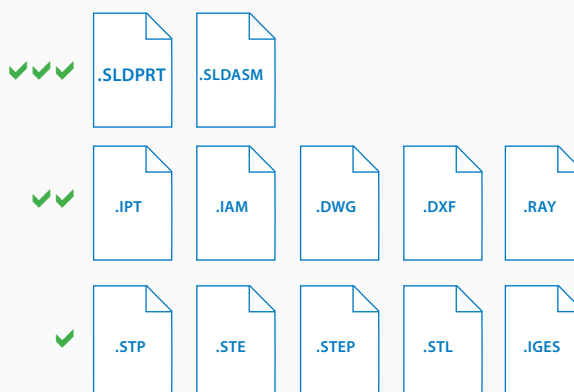 .SLDPRT .SLDASM
.IPT .IAM .DWG .DXF .RAY
.STP .STE .STEP .STL .IGES